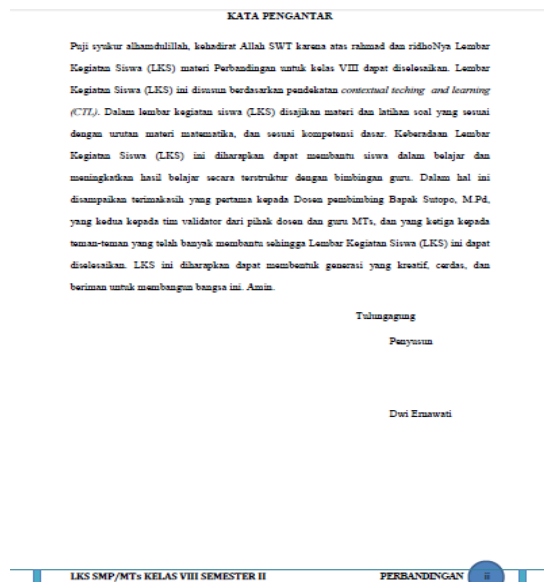 KATA PENGANTAR
Puji syukur alhamdulillah, kehadirat Allah SWT karena atas rahmad dan ridhoNya Lembar
Kegiatan Siswa (LKS) materi Perbandingan untuk kelas VIII dapat diselesaikan. Lembar
Kegiatan Siswa (LKS) ini disusun berdasarkan pendekatan contextual teching and learning
(CTL). Dalam lembar kegiatan siswa (LKS) disajikan materi dan latihan soal yang sesuai
dengan urutan materi matematika, dan sesuai kompetensi dasar. Keberadaan Lembar
Kegiatan Siswa (LKS) ini diharapkan dapat membantu siswa dalam belajar dan
meningkatkan hasil belajar secara terstruktur dengan bimbingan guru. Dalam hal ini
disampaikan terimakasih yang pertama kepada Dosen pembimbing Bapak Sutopo, M.Pd,
yang kedua kepada tim validator dari pihak dosen dan guru MTs, dan yang ketiga kepada
teman-teman yang telah banyak membantu sehingga Lembar Kegiatan Siswa (LKS) ini dapat
diselesaikan. LKS ini diharapkan dapat membentuk generasi yang kreatif, cerdas, dan
beriman untuk membangun bangsa ini. Amin.
Tulungagung
Penyusun
Dwi Ernawati
LKS SMP/MTs KELAS VIII SEMESTER II PERBANDINGAN